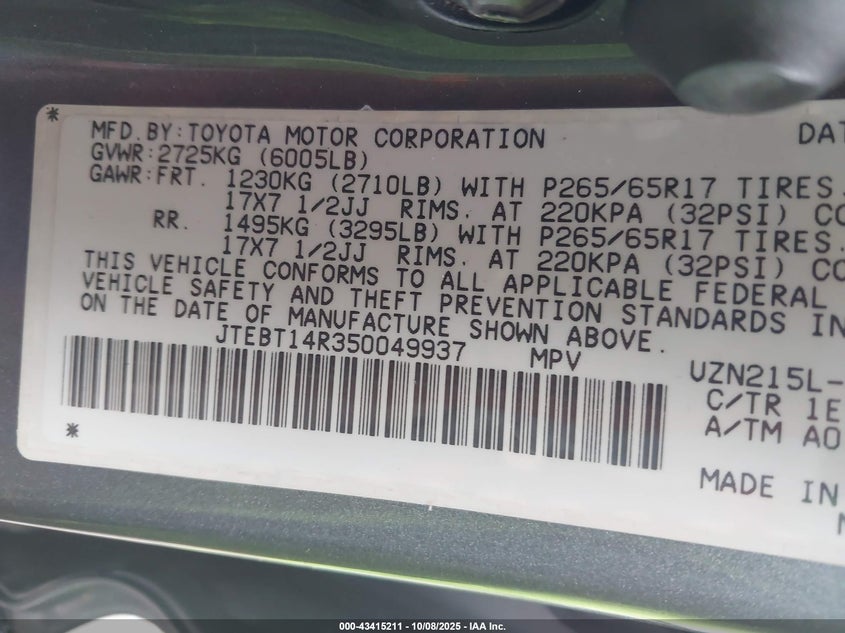 * MFD.BY:TOYOTA MOTOR CORPORATION DAT
GVWR:2725KG (6005LB)
GAWR:FRT. 1230KG (2710LB) WITH P265/65R17 TIRES.
17X7 1/2JJ RIMS. AT 220KPA (32PSI) CO
RR. 1495KG (3295LB) WITH P265/65R17 TIRES.
17X7 1/2JJ RIMS. AT 220KPA (32PSI) CO
THIS VEHICLE CONFORMS TO ALL APPLICABLE FEDERAL
VEHICLE SAFETY AND THEFT PREVENTION STANDARDS IN
ON THE DATE OF MANUFACTURE SHOWN ABOVE.
JTEBT14R350049937 MPV
UZN215L-
C/TR 1E
* A/TM A0
MADE IN
000-43415211 - 10/08/2025 - IAA Inc.